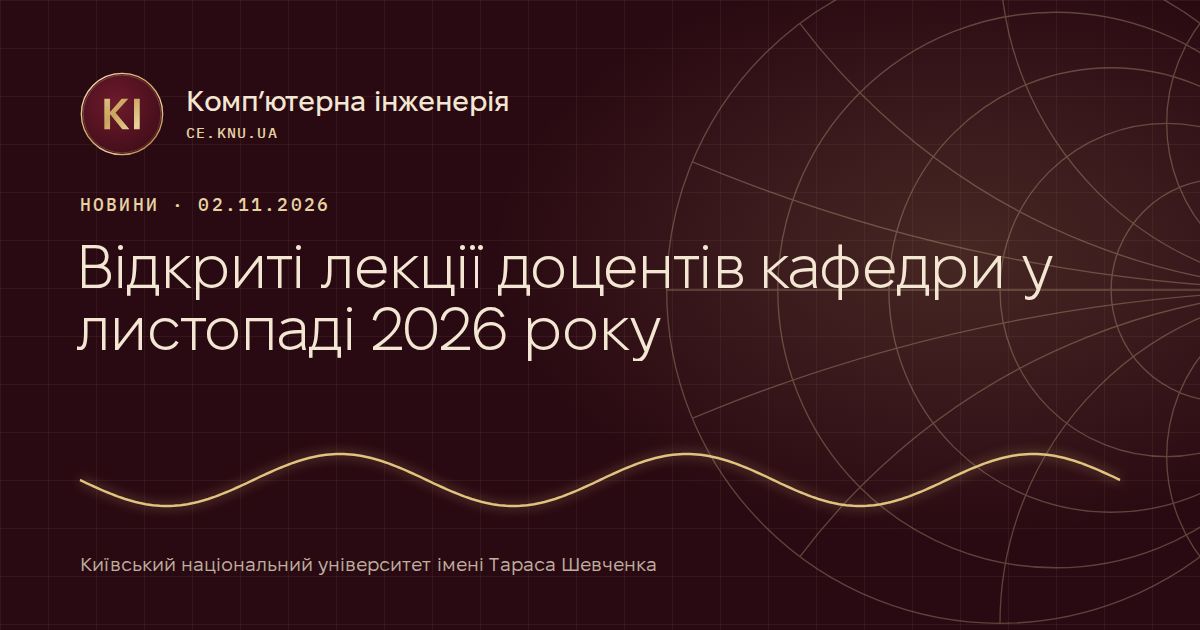 КІ
Комп’ютерна інженерія
CE.KNU.UA
НОВИНИ · 02.11.2026
Відкриті лекції доцентів кафедри у
листопаді 2026 року
Київський національний університет імені Тараса Шевченка